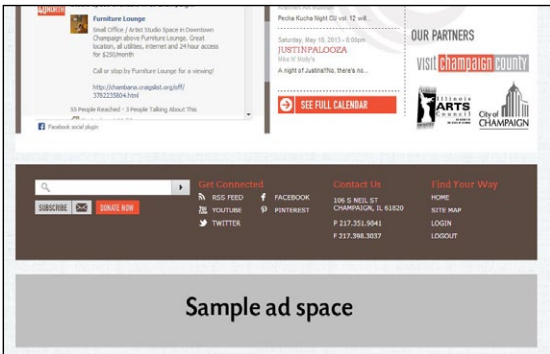 Furniture Lounge
Small Office / Artist Studio Space in Downtown
Champaign above Furniture Lounge. Great
location, all utilities, internet and 24 hour access
for $250/month
Call or stop by Furniture Lounge for a viewing!
http://chambana.craigslist.org/off/
3782235804.html
55 People Reached · 3 People Talking About This
Facebook social plugin
Pecha Kucha Night CU vol. 12 will...
Saturday, May 18, 2013 - 8:00pm
JUSTINPALOOZA
Mike N' Molly's
A night of Justins!No, there's no...
SEE FULL CALENDAR
OUR PARTNERS
VISIT champaign county
Illinois
ARTS
Council
City of
CHAMPAIGN
SUBSCRIBE
DONATE NOW
Get Connected
RSS FEED
FACEBOOK
YOUTUBE
PINTEREST
TWITTER
Contact Us
106 S NEIL ST
CHAMPAIGN, IL 61820
P 217.351.9841
F 217.398.3037
Find Your Way
HOME
SITE MAP
LOGIN
LOGOUT
Sample ad space